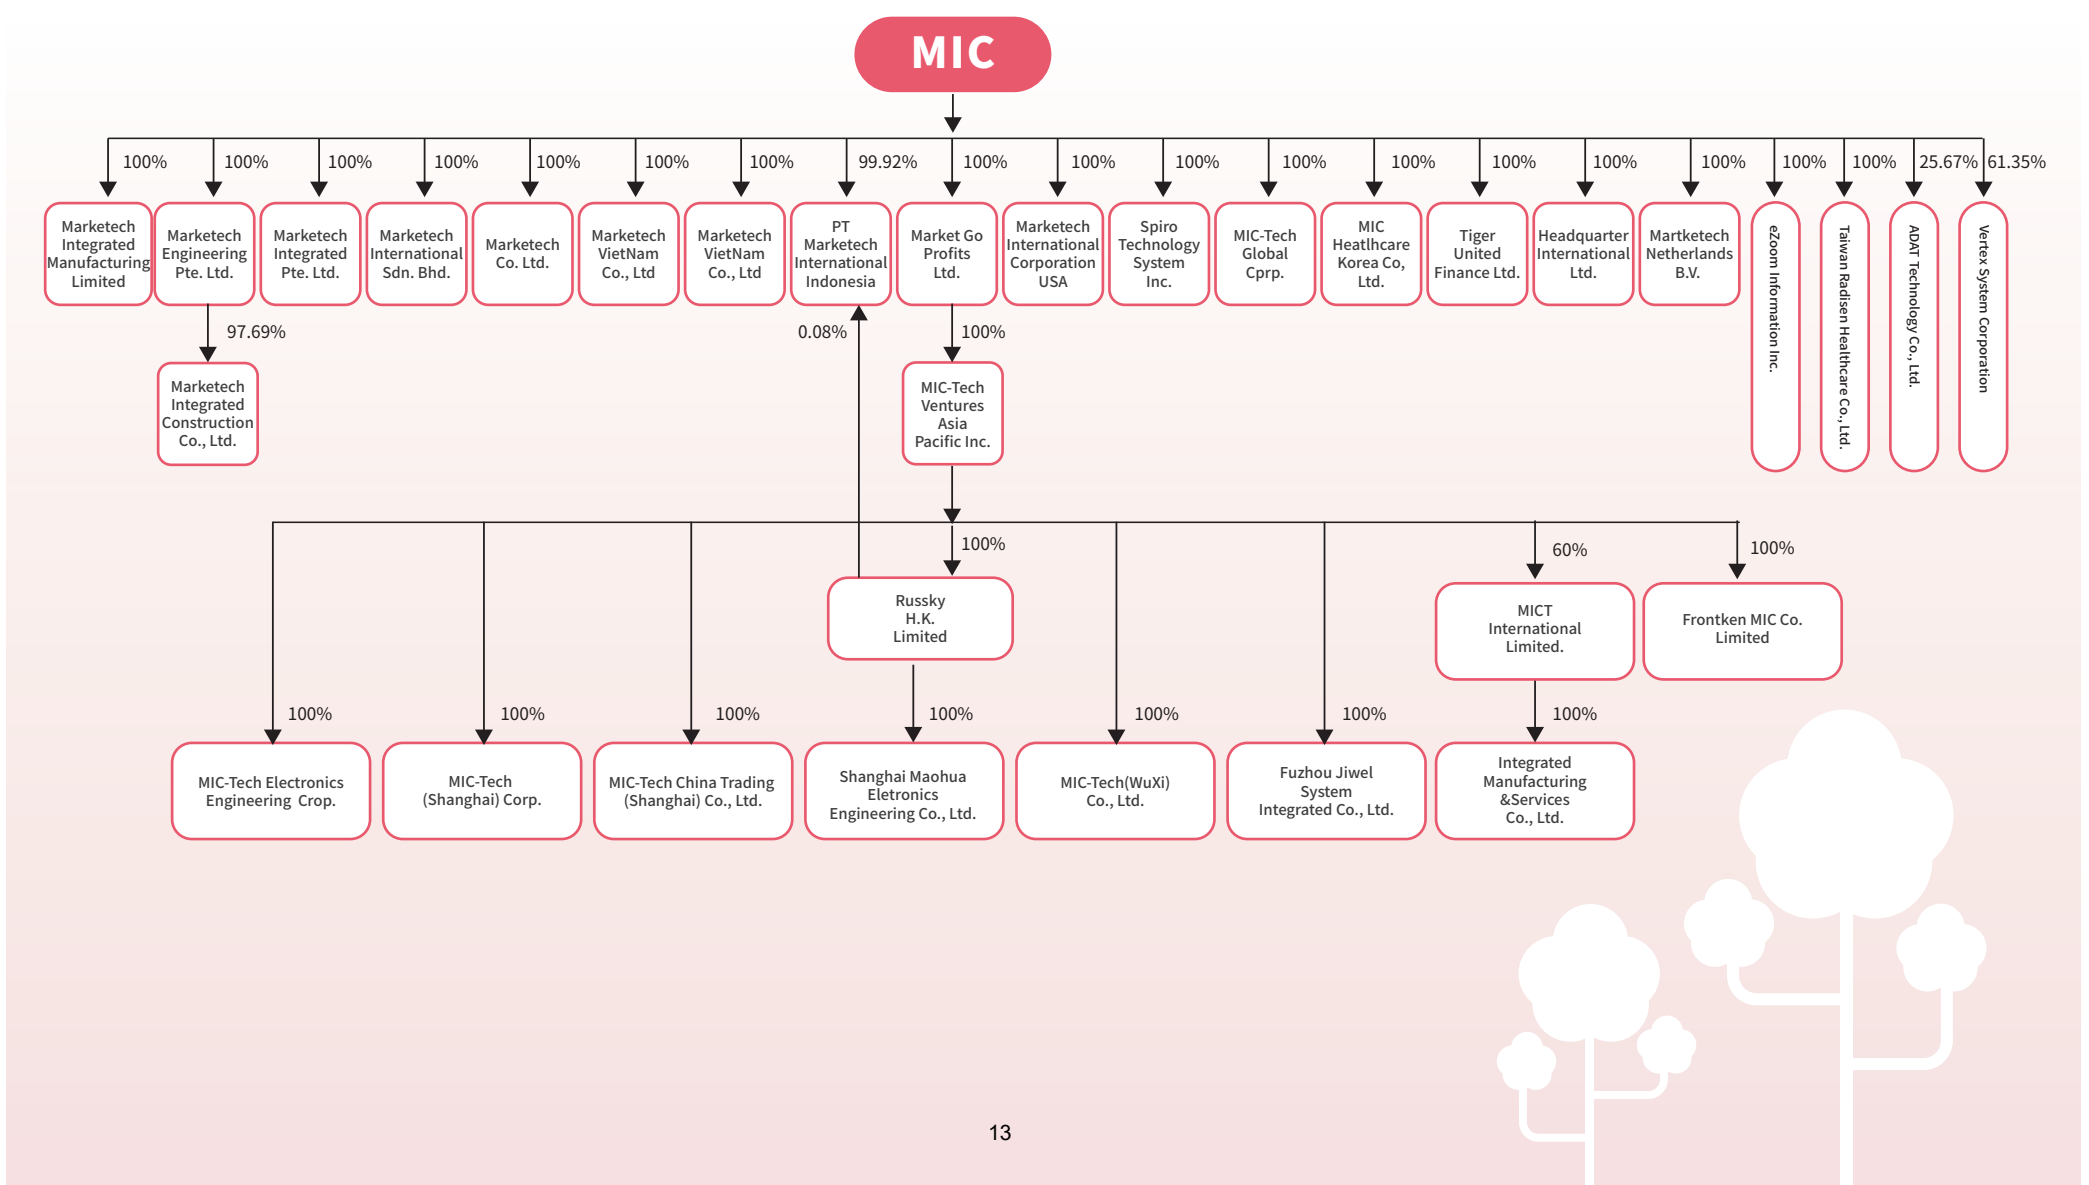 MIC
100%
100%
100%
100%
100%
100%
100%
99.92%
100%
100%
100%
100%
100%
100%
100%
100%
100%
100%
25.67%
61.35%
Marketech
Integrated
Manufacturing
Limited
Marketech
Engineering
Pte. Ltd.
Marketech
Integrated
Pte. Ltd.
Marketech
International
Sdn. Bhd.
Marketech
Co. Ltd.
Marketech
VietNam
Co., Ltd
Marketech
VietNam
Co., Ltd
PT
Marketech
International
Indonesia
Market Go
Profits
Ltd.
Marketech
International
Corporation
USA
Spiro
Technology
System
Inc.
MIC-Tech
Global
Cprp.
MIC
Heatlhcare
Korea Co,
Ltd.
Tiger
United
Finance Ltd.
Headquarter
International
Ltd.
Martketech
Netherlands
B.V.
eZoom Information Inc.
Taiwan Radisen Healthcare Co., Ltd.
ADAT Technology Co., Ltd.
Vertex System Corporation
97.69%
0.08%
100%
Marketech
Integrated
Construction
Co., Ltd.
MIC-Tech
Ventures
Asia
Pacific Inc.
100%
60%
100%
Russky
H.K.
Limited
MICT
International
Limited.
Frontken MIC Co.
Limited
100%
100%
100%
100%
100%
100%
100%
MIC-Tech Electronics
Engineering Crop.
MIC-Tech
(Shanghai) Corp.
MIC-Tech China Trading
(Shanghai) Co., Ltd.
Shanghai Maohua
Eletronics
Engineering Co., Ltd.
MIC-Tech(WuXi)
Co., Ltd.
Fuzhou Jiwel
System
Integrated Co., Ltd.
Integrated
Manufacturing
&Services
Co., Ltd.
13